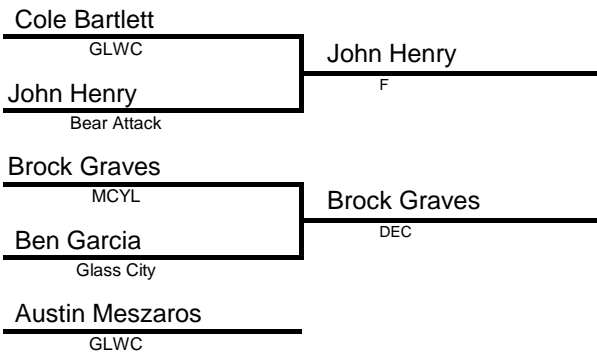 Cole Bartlett
GLWC
John Henry
F
John Henry
Bear Attack
Brock Graves
MCYL
Brock Graves
DEC
Ben Garcia
Glass City
Austin Meszaros
GLWC